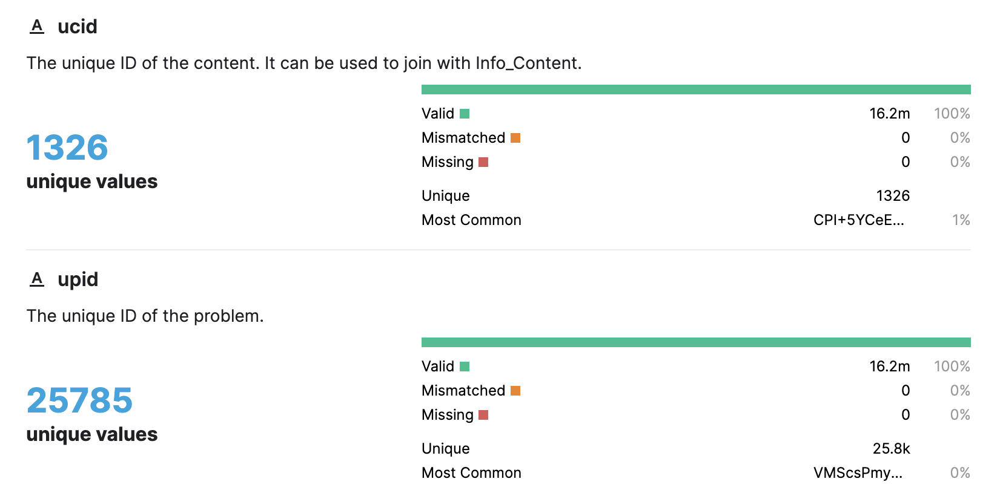 A ucid
The unique ID of the content. It can be used to join with Info_Content.
Valid 16.2m 100%
Mismatched 0 0%
Missing 0 0%
1326
unique values
Unique 1326
Most Common CPI+5YCeE... 1%
A upid
The unique ID of the problem.
Valid 16.2m 100%
Mismatched 0 0%
Missing 0 0%
25785
unique values
Unique 25.8k
Most Common VMScsPmy... 0%